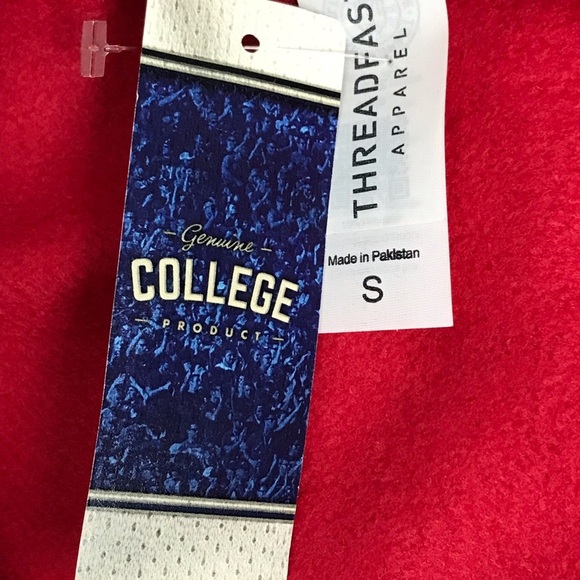 Genuine
COLLEGE
PRODUCT
THREADFAST
APPAREL
Made in Pakistan
S